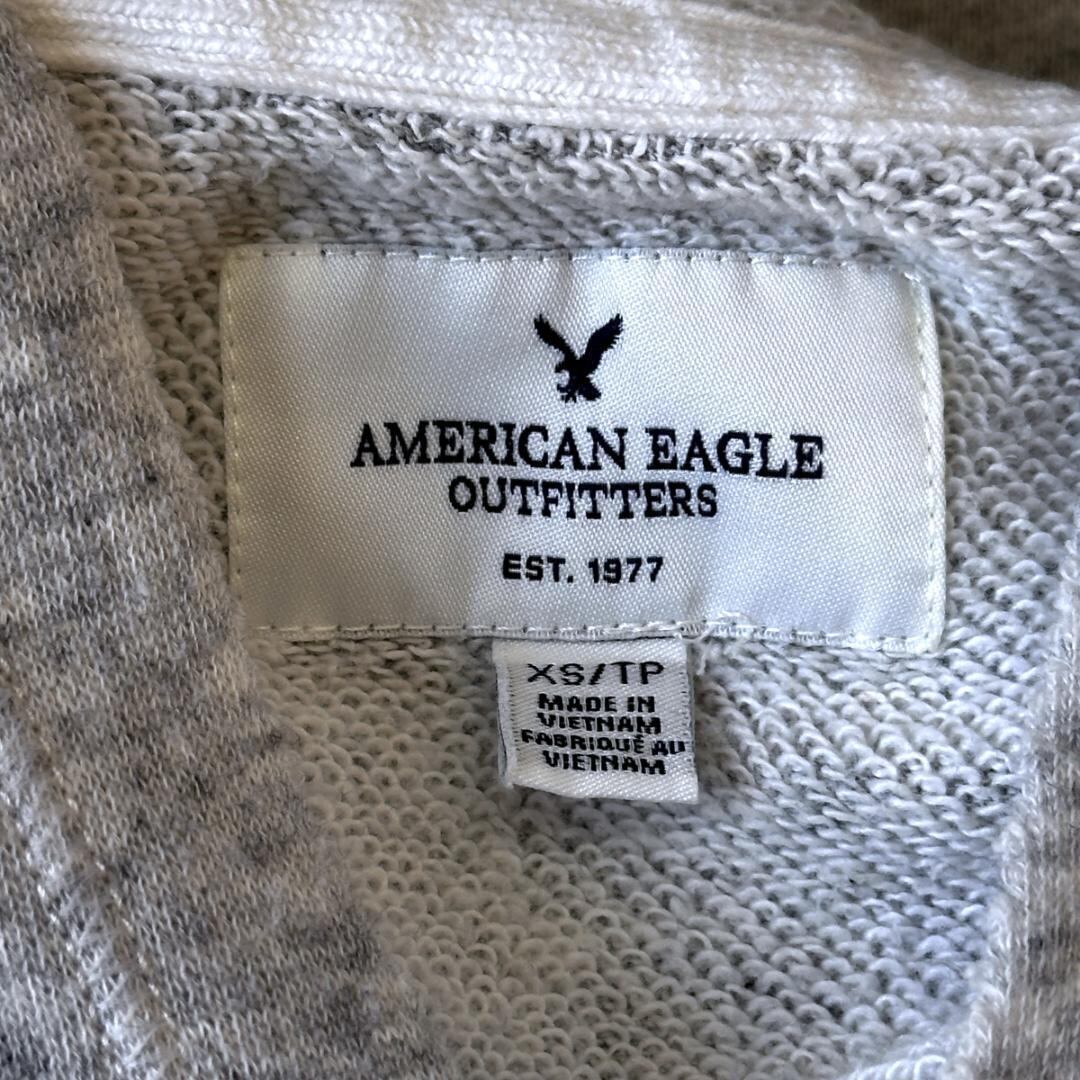 AMERICAN EAGLE
OUTFITTERS
EST. 1977
XS/TP
MADE IN
VIETNAM
FABRIQUÉ AU
VIETNAM